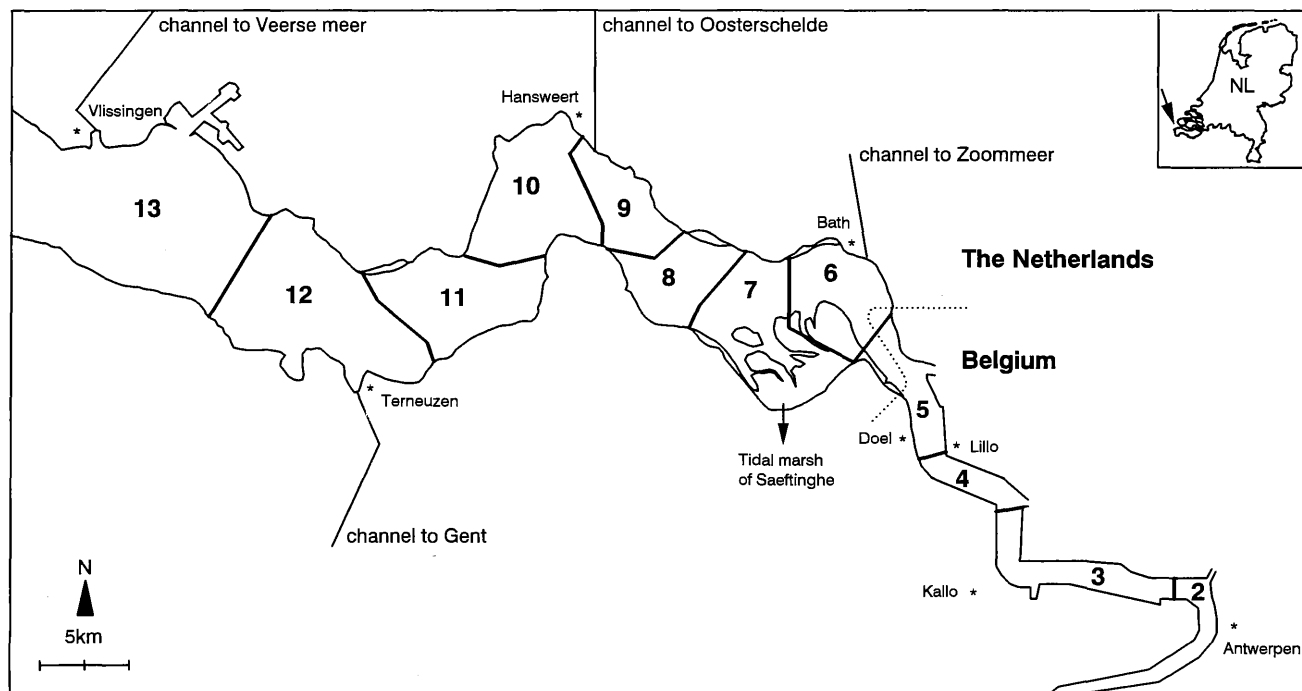 channel to Veerse meer
channel to Oosterschelde
NL
Vlissingen
*
Hansweert *
channel to Zoommeer
10
9
13
Bath
*
The Netherlands
6
8
7
12
11
Belgium
* Terneuzen
5
Doel *
* Lillo
Tidal marsh
of Saeftinghe
4
channel to Gent
N
3
2
Kallo *
5km
*
Antwerpen